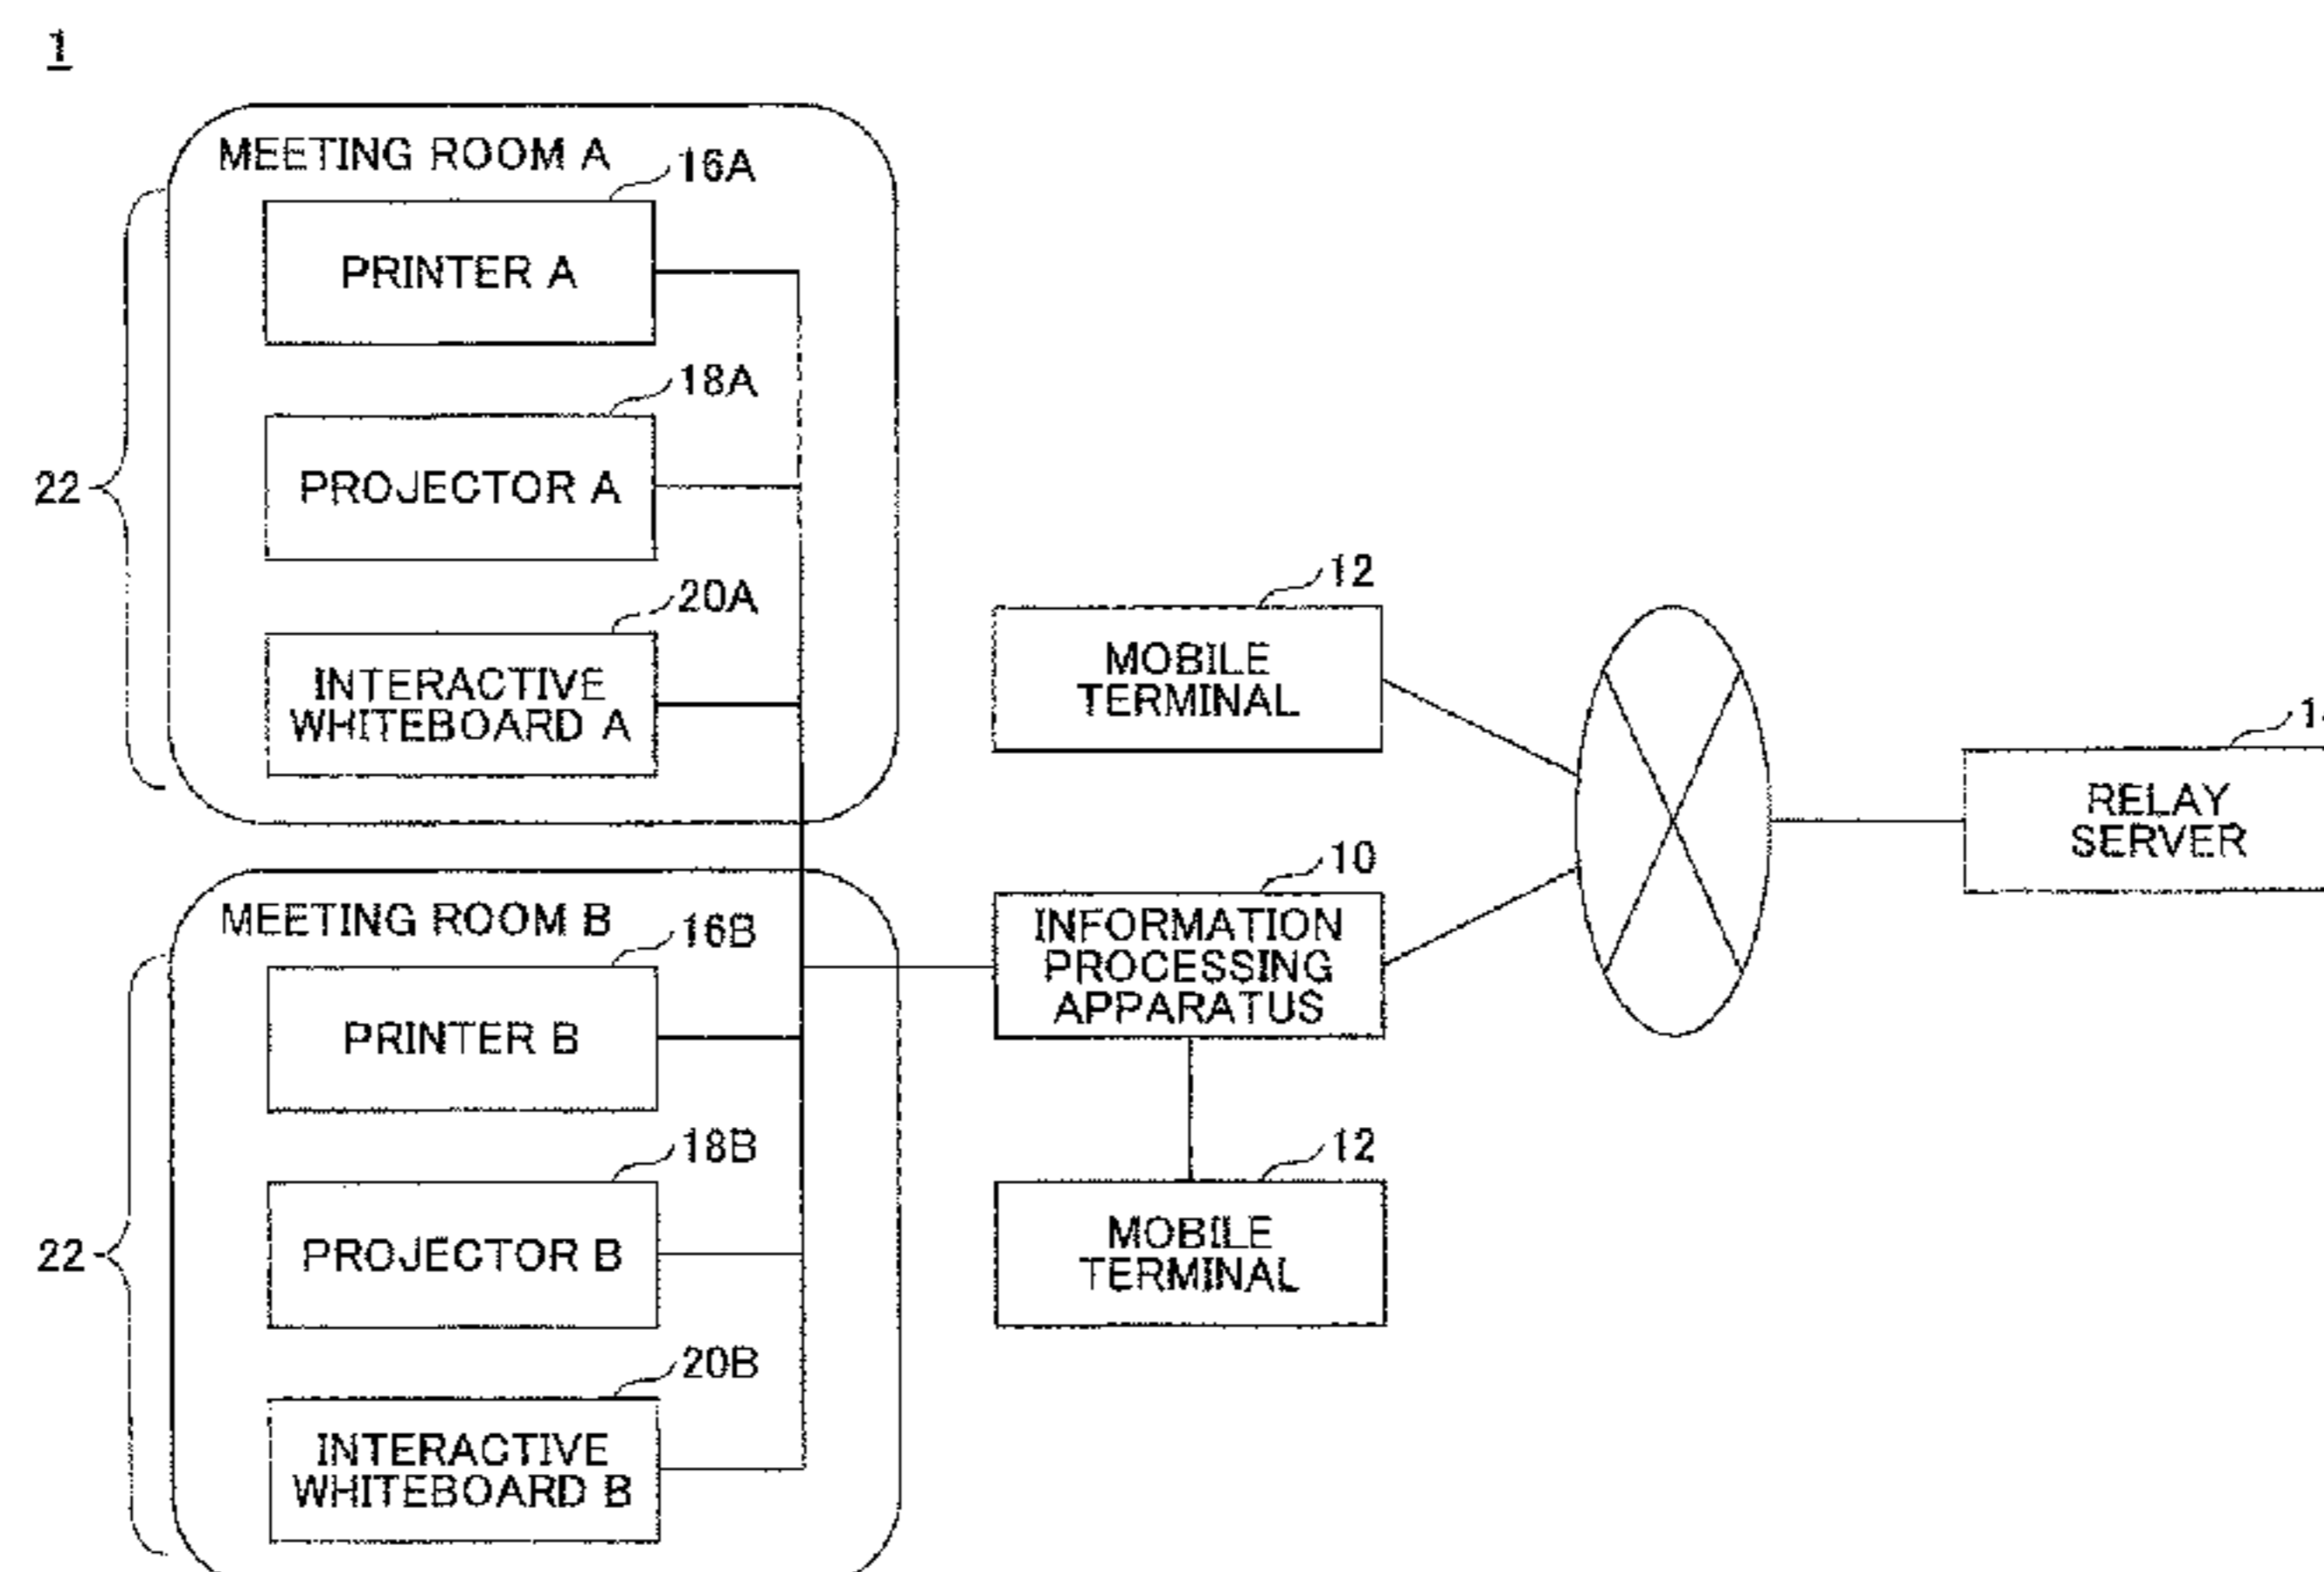 1
MEETING ROOM A
16A
PRINTER A
18A
PROJECTOR A
22
20A
INTERACTIVE
WHITEBOARD A
12
MOBILE
TERMINAL
RELAY
SERVER
10
INFORMATION
PROCESSING
APPARATUS
MEETING ROOM B
16B
PRINTER B
18B
PROJECTOR B
22
20B
INTERACTIVE
WHITEBOARD B
12
MOBILE
TERMINAL